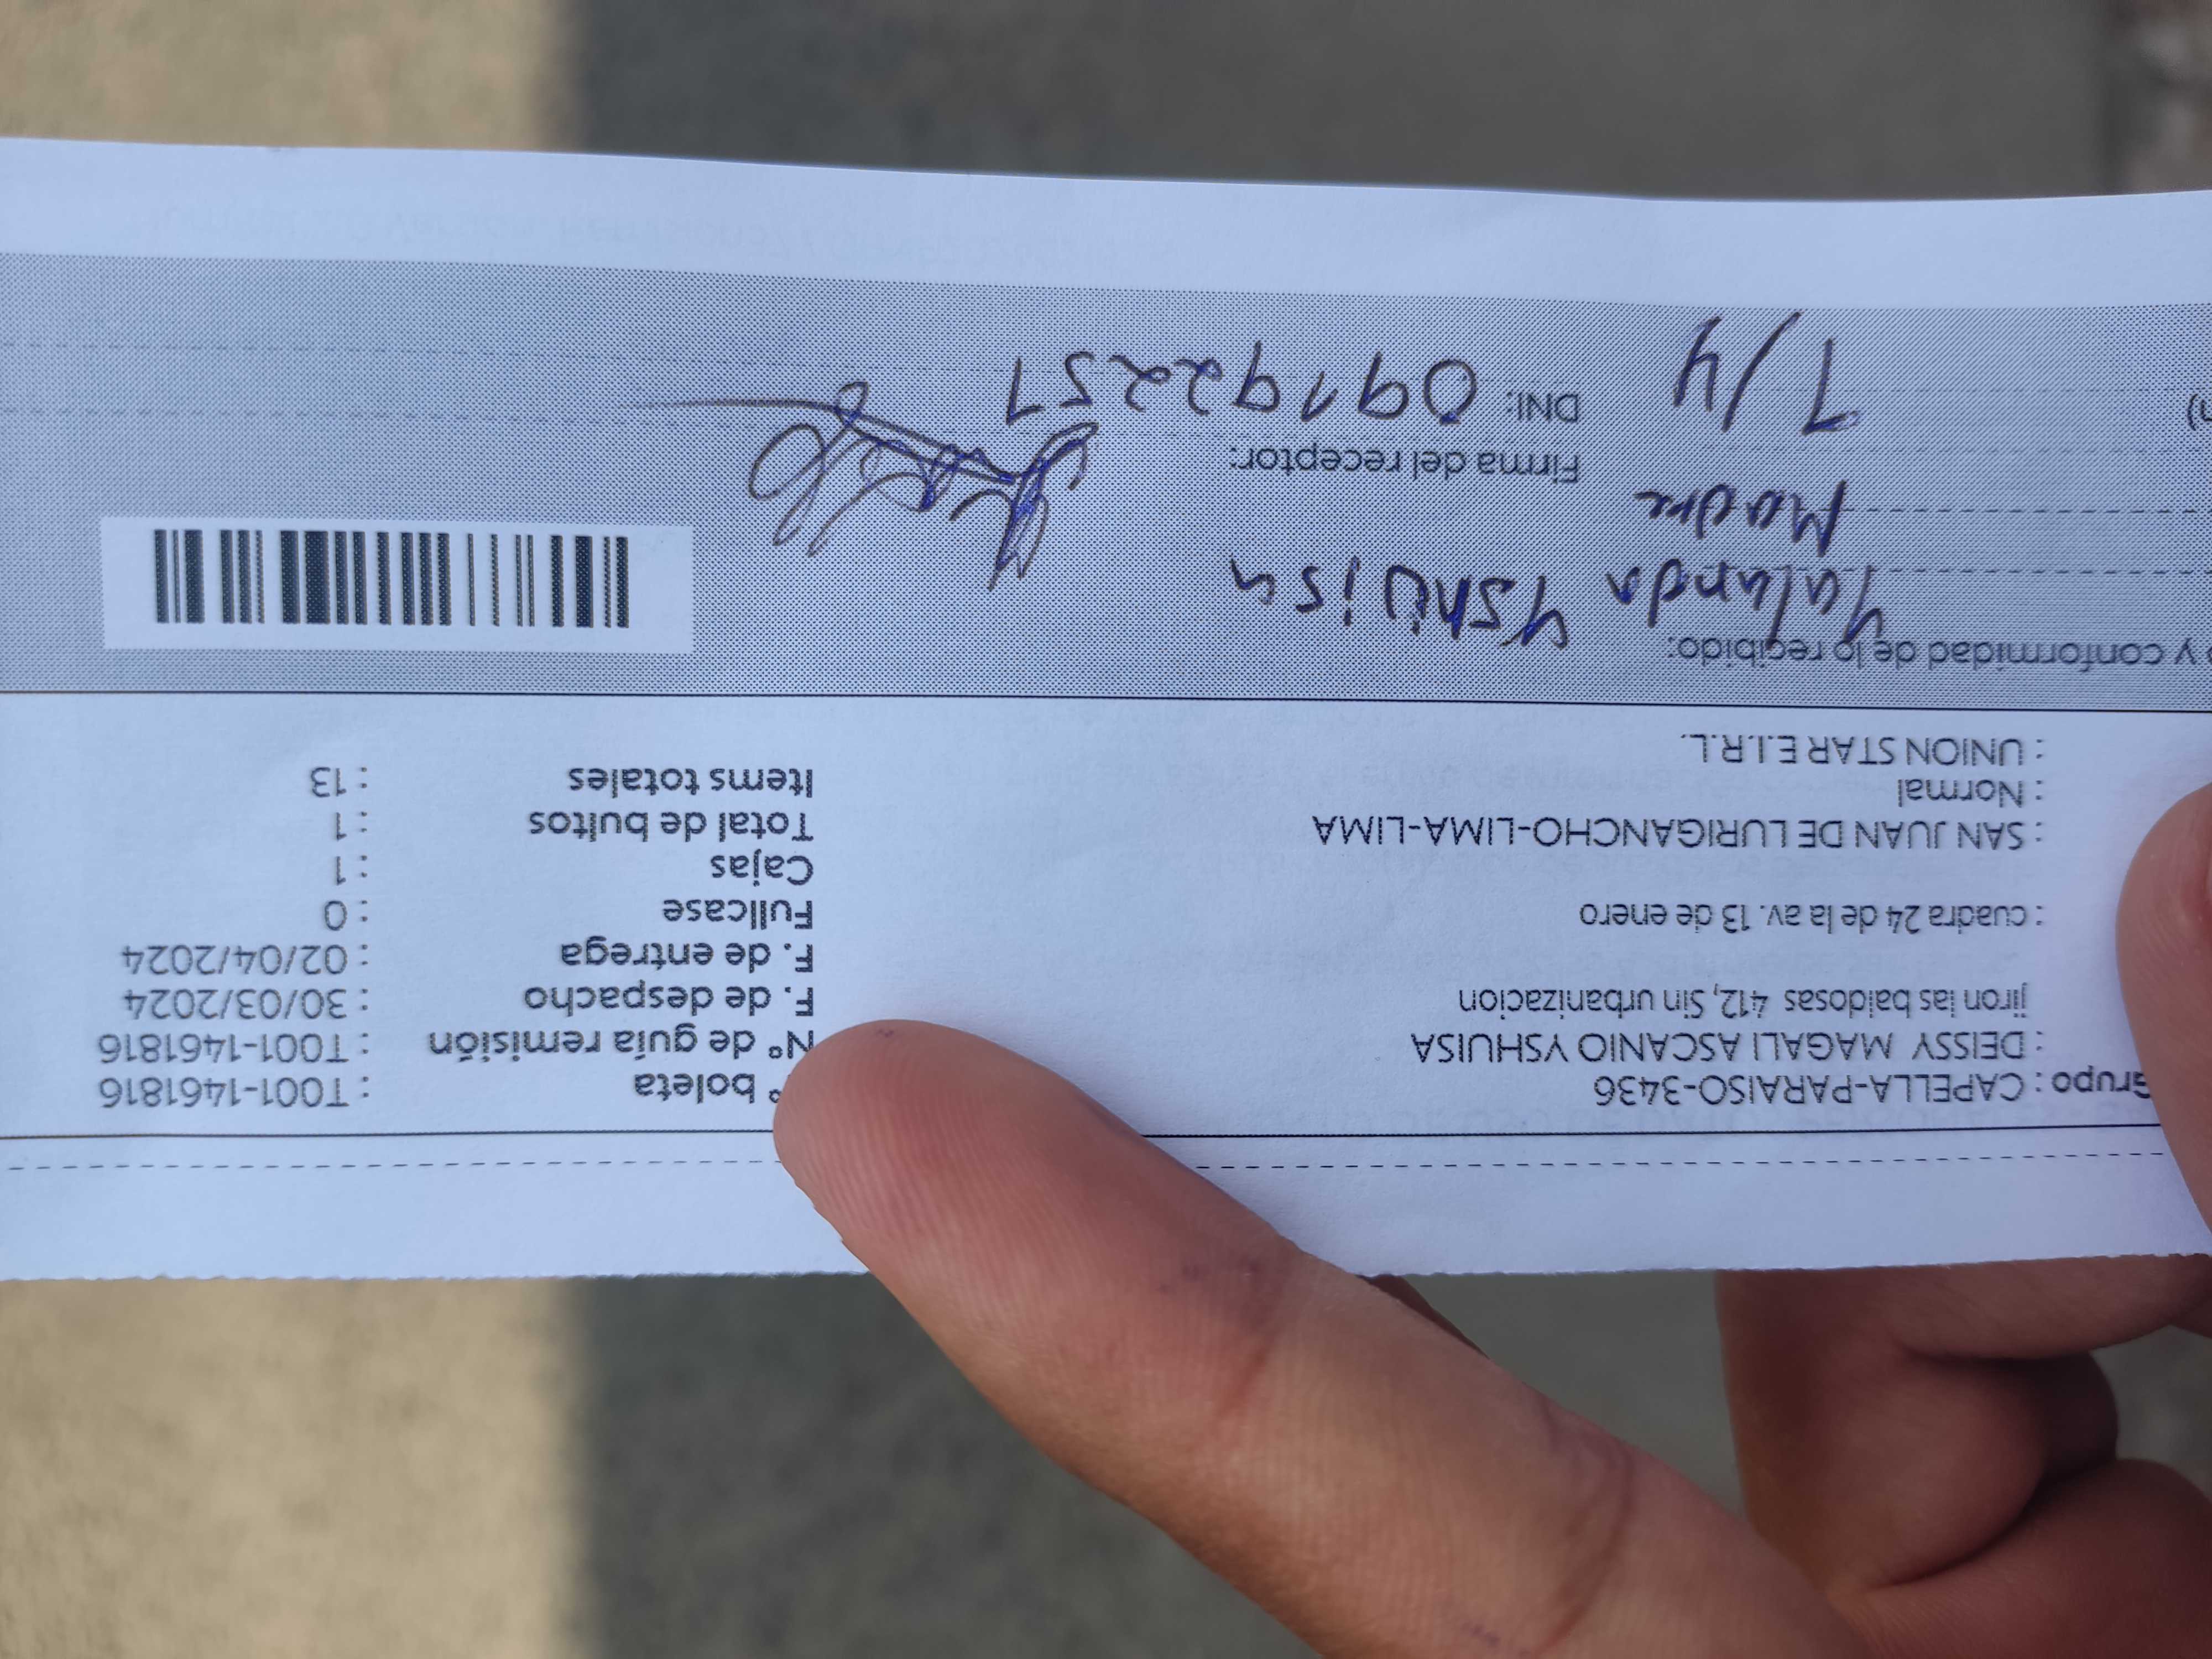 Grupo : CAPELLA-PARAISO-3436
: DEISSY MAGALI ASCANIO YSHUISA
jiron las baldosas 412, Sin urbanizacion
: cuadra 24 de la av. 13 de enero
: SAN JUAN DE LURIGANCHO-LIMA-LIMA
: Normal
: UNION STAR E.I.R.L.
° boleta : T001-1461816
N° de guía remisión : T001-1461816
F. de despacho : 30/03/2024
F. de entrega : 02/04/2024
Fullcase : 0
Cajas : 1
Total de bultos : 1
Items totales : 13
y conformidad de lo recibido:
Yalanda Yshuisa
Madre
Firma del receptor:
1/4
DNI: 09192251